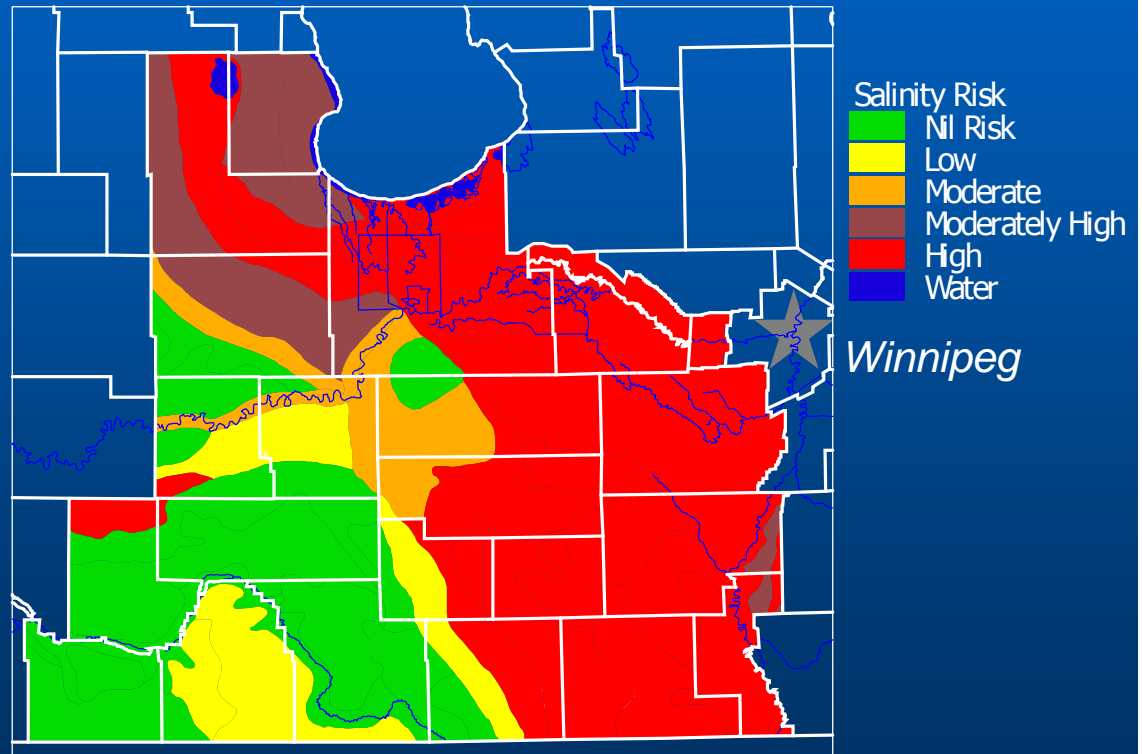 Salinity Risk
Nil Risk
Low
Moderate
Moderately High
High
Water
Winnipeg